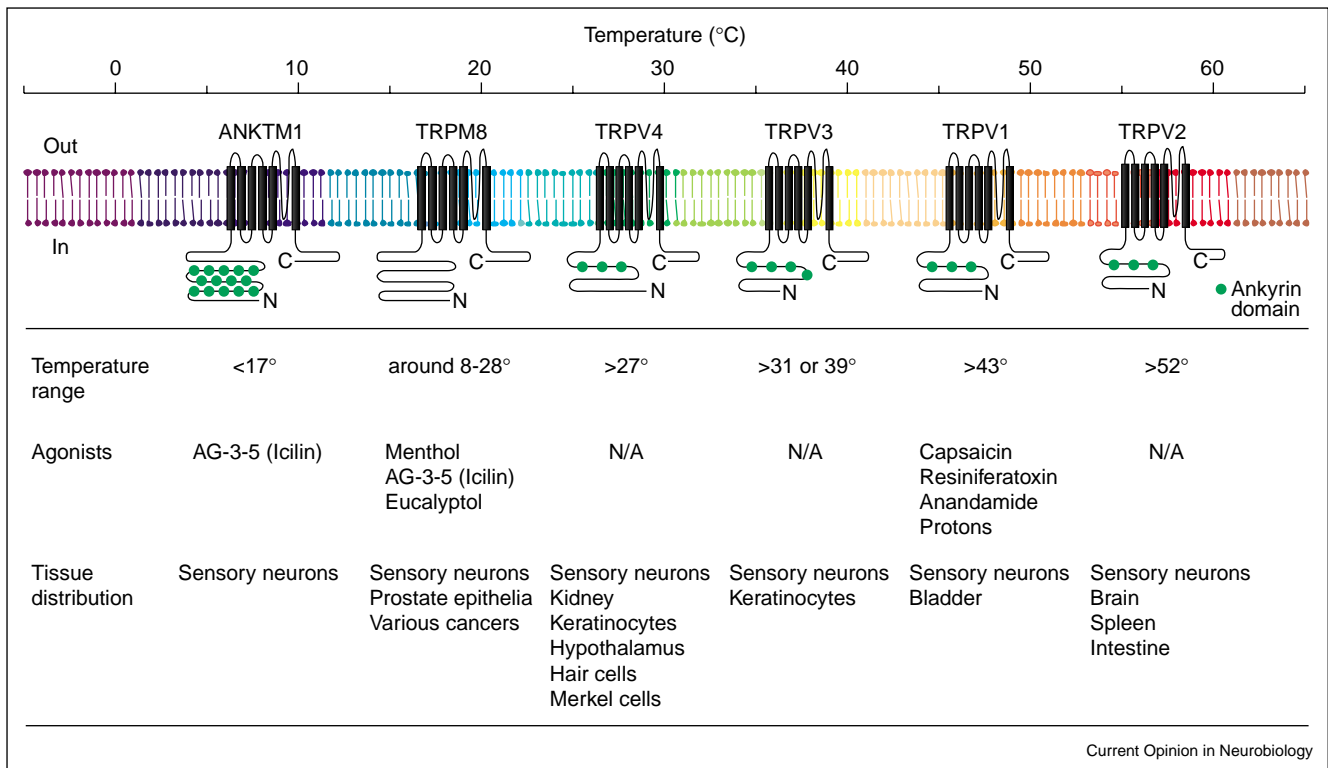 Temperature (°C)
0 10 20 30 40 50 60
ANKTM1 TRPM8 TRPV4 TRPV3 TRPV1 TRPV2
Out
In
C C C C C C
N N N N N N
Ankyrin
domain
Temperature
range
<17° around 8-28° >27° >31 or 39° >43° >52°
Agonists
AG-3-5 (Icilin)
Menthol
AG-3-5 (Icilin)
Eucalyptol
N/A
N/A
Capsaicin
Resiniferatoxin
Anandamide
Protons
N/A
Tissue
distribution
Sensory neurons
Sensory neurons
Prostate epithelia
Various cancers
Sensory neurons
Kidney
Keratinocytes
Hypothalamus
Hair cells
Merkel cells
Sensory neurons
Keratinocytes
Sensory neurons
Bladder
Sensory neurons
Brain
Spleen
Intestine
Current Opinion in Neurobiology